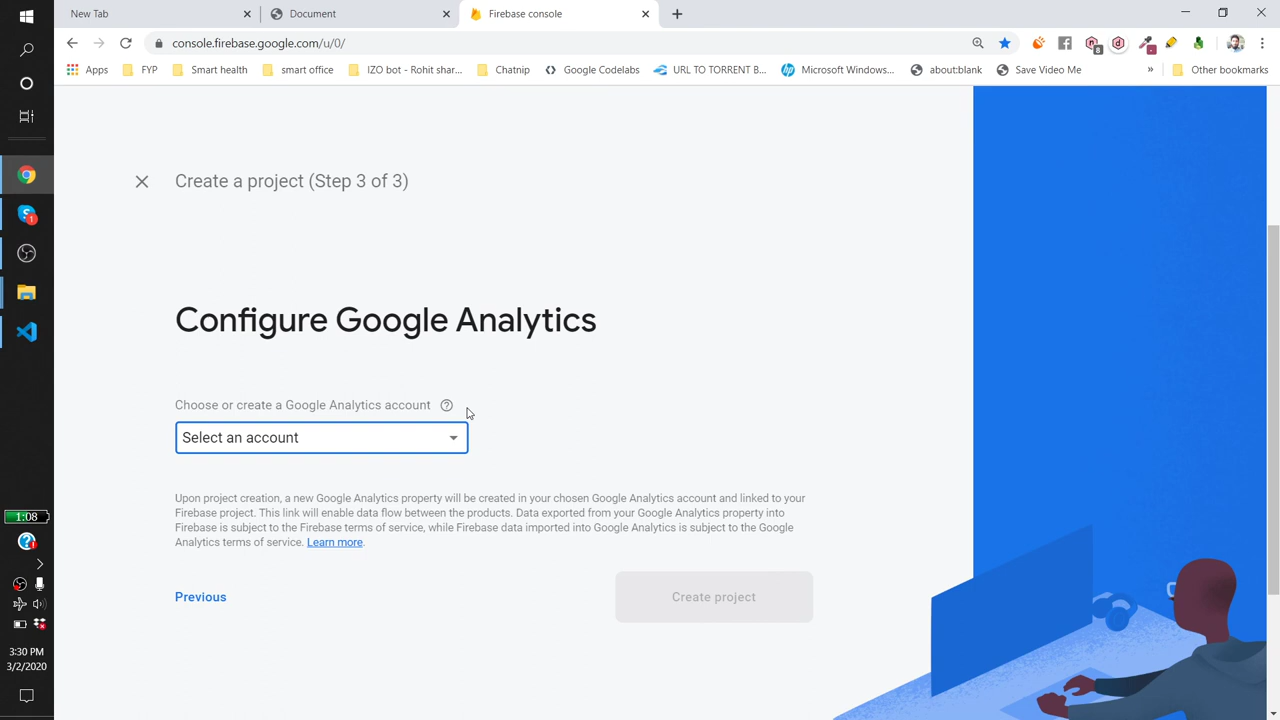 New Tab
Document
Firebase console
console.firebase.google.com/u/0/
8
Apps
FYP
Smart health
smart office
IZO bot - Rohit shar...
Chatnip
Google Codelabs
URL TO TORRENT B...
Microsoft Windows...
about:blank
Save Video Me
»
Other bookmarks
Create a project (Step 3 of 3)
Configure Google Analytics
Choose or create a Google Analytics account
Select an account
Upon project creation, a new Google Analytics property will be created in your chosen Google Analytics account and linked to your
Firebase project. This link will enable data flow between the products. Data exported from your Google Analytics property into
Firebase is subject to the Firebase terms of service, while Firebase data imported into Google Analytics is subject to the Google
Analytics terms of service. Learn more.
Previous
Create project
1
1:08
3:30 PM
3/2/2020